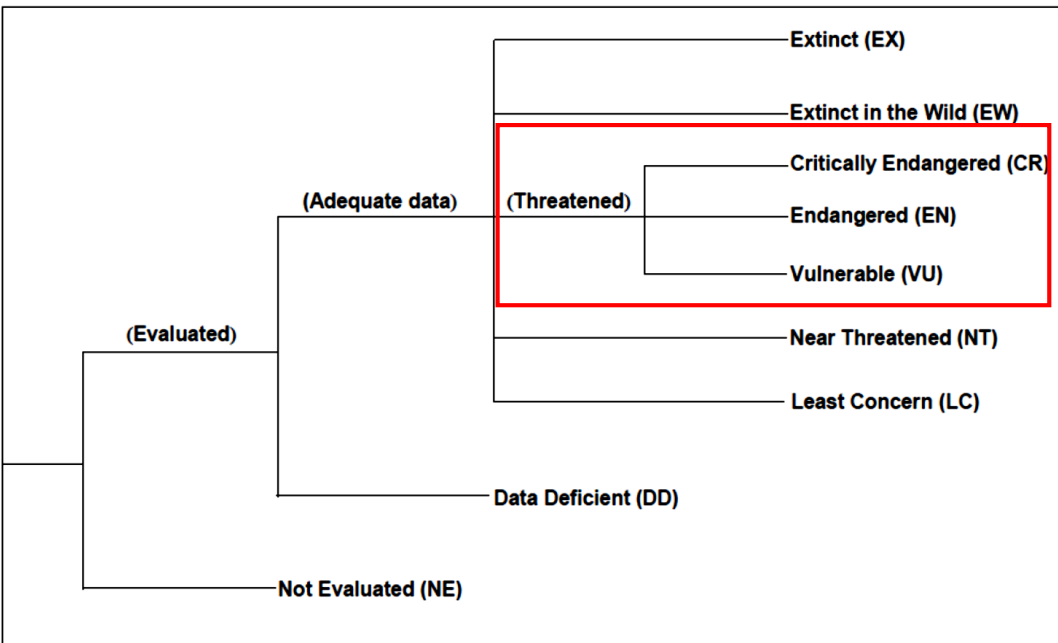 Extinct (EX)
Extinct in the Wild (EW)
Critically Endangered (CR)
(Adequate data)
(Threatened)
Endangered (EN)
Vulnerable (VU)
(Evaluated)
Near Threatened (NT)
Least Concern (LC)
Data Deficient (DD)
Not Evaluated (NE)